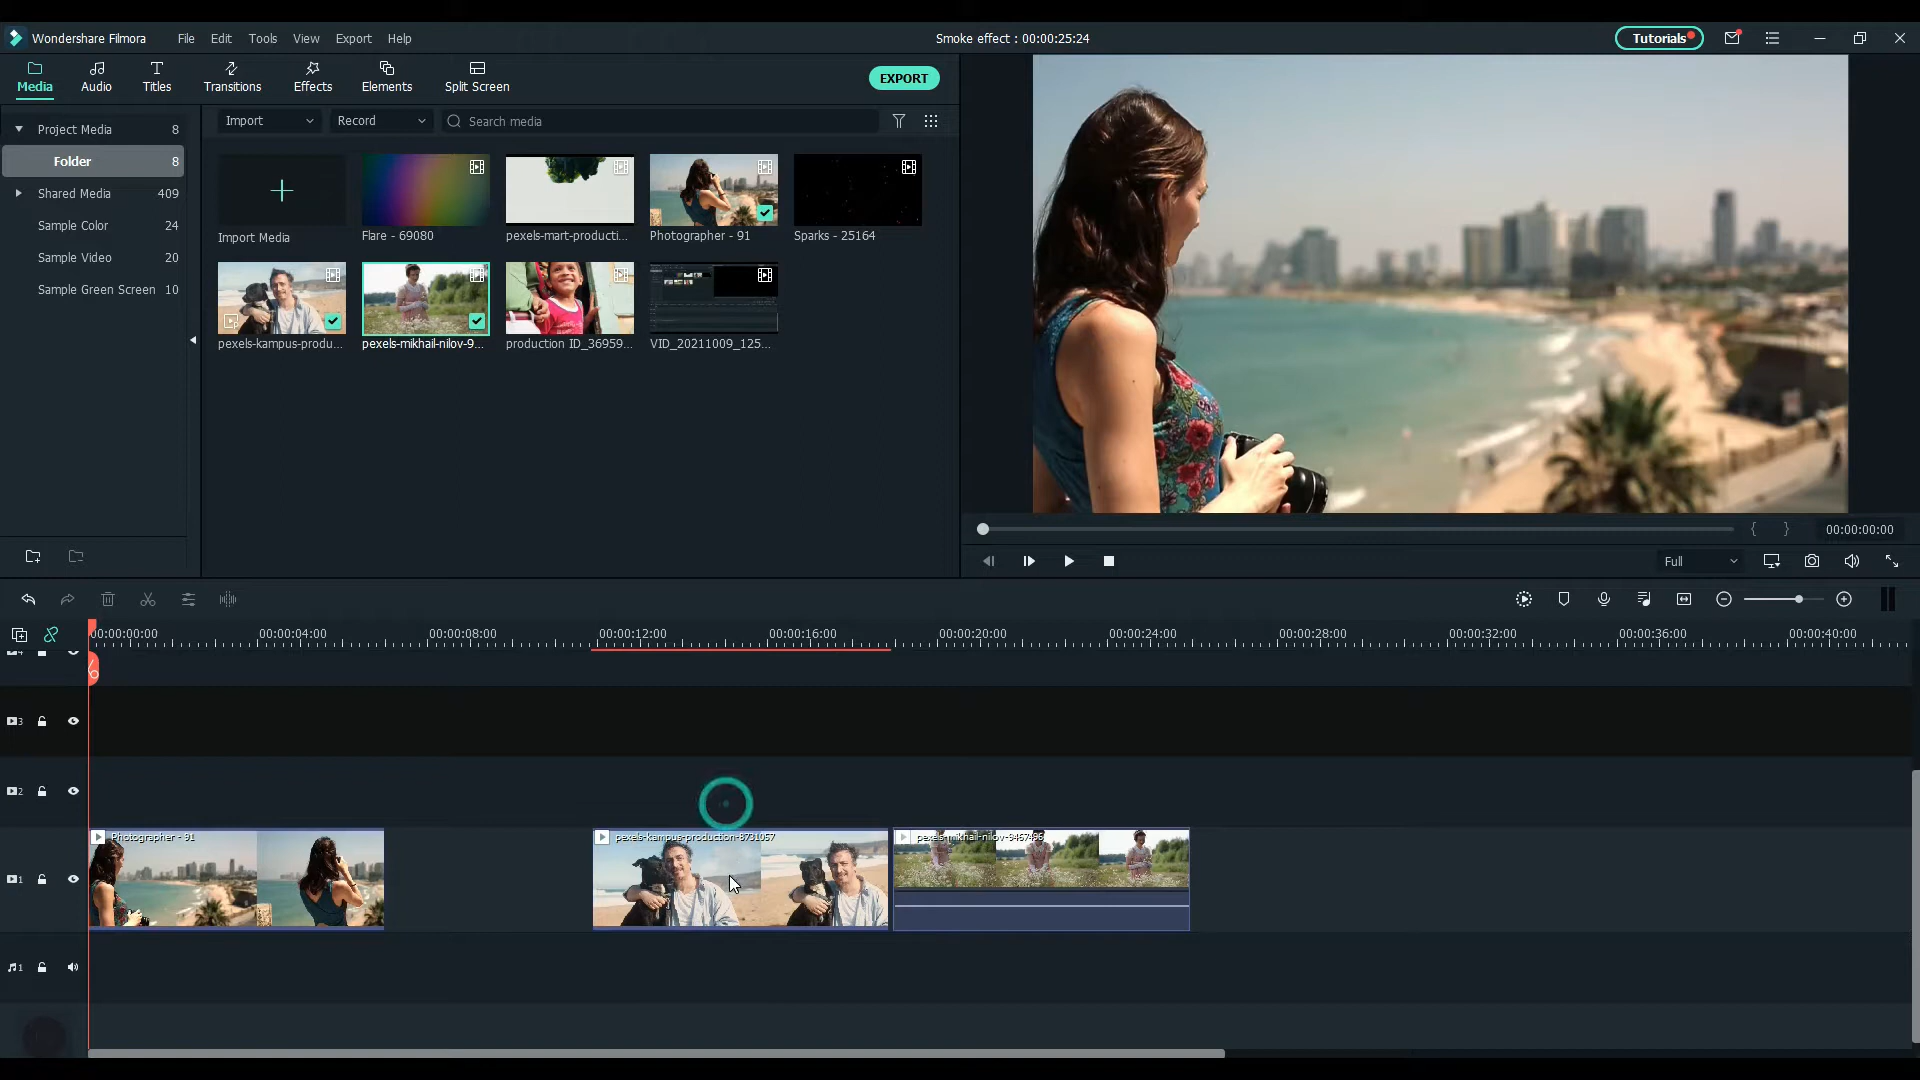 Wondershare Filmora File Edit Tools View Export Help Smoke effect : 00:00:25:24 Tutorials
Media Audio Titles Transitions Effects Elements Split Screen EXPORT
Project Media 8
Folder 8
Shared Media 409
Sample Color 24
Sample Video 20
Sample Green Screen 10
Import Record Search media
Import Media Flare - 69080 pexels-mart-producti... Photographer - 91 Sparks - 25164
pexels-kampus-produ... pexels-mikhail-nilov-9... production ID_36959... VID_20211009_125...
{ } 00:00:00:00
Full
00:00:00:00 00:00:04:00 00:00:08:00 00:00:12:00 00:00:16:00 00:00:20:00 00:00:24:00 00:00:28:00 00:00:32:00 00:00:36:00 00:00:40:00
3
2
Photographer - 91 pexels-kampus-production-8731057 pexels-mikhail-nilov-9467496
1
1